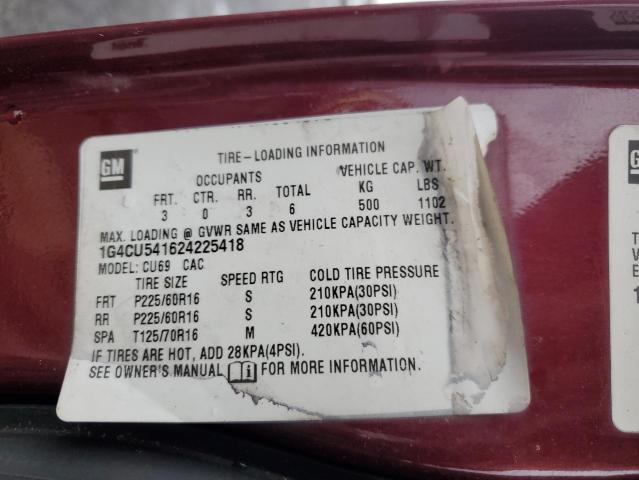 GM
TIRE-LOADING INFORMATION
OCCUPANTS VEHICLE CAP. WT.
FRT. CTR. RR. TOTAL KG LBS
3 0 3 6 500 1102
MAX. LOADING @ GVWR SAME AS VEHICLE CAPACITY WEIGHT.
1G4CU541624225418
MODEL: CU69 CAC
TIRE SIZE SPEED RTG COLD TIRE PRESSURE
FRT P225/60R16 S 210KPA(30PSI)
RR P225/60R16 S 210KPA(30PSI)
SPA T125/70R16 M 420KPA(60PSI)
IF TIRES ARE HOT, ADD 28KPA(4PSI).
SEE OWNER'S MANUAL i FOR MORE INFORMATION.